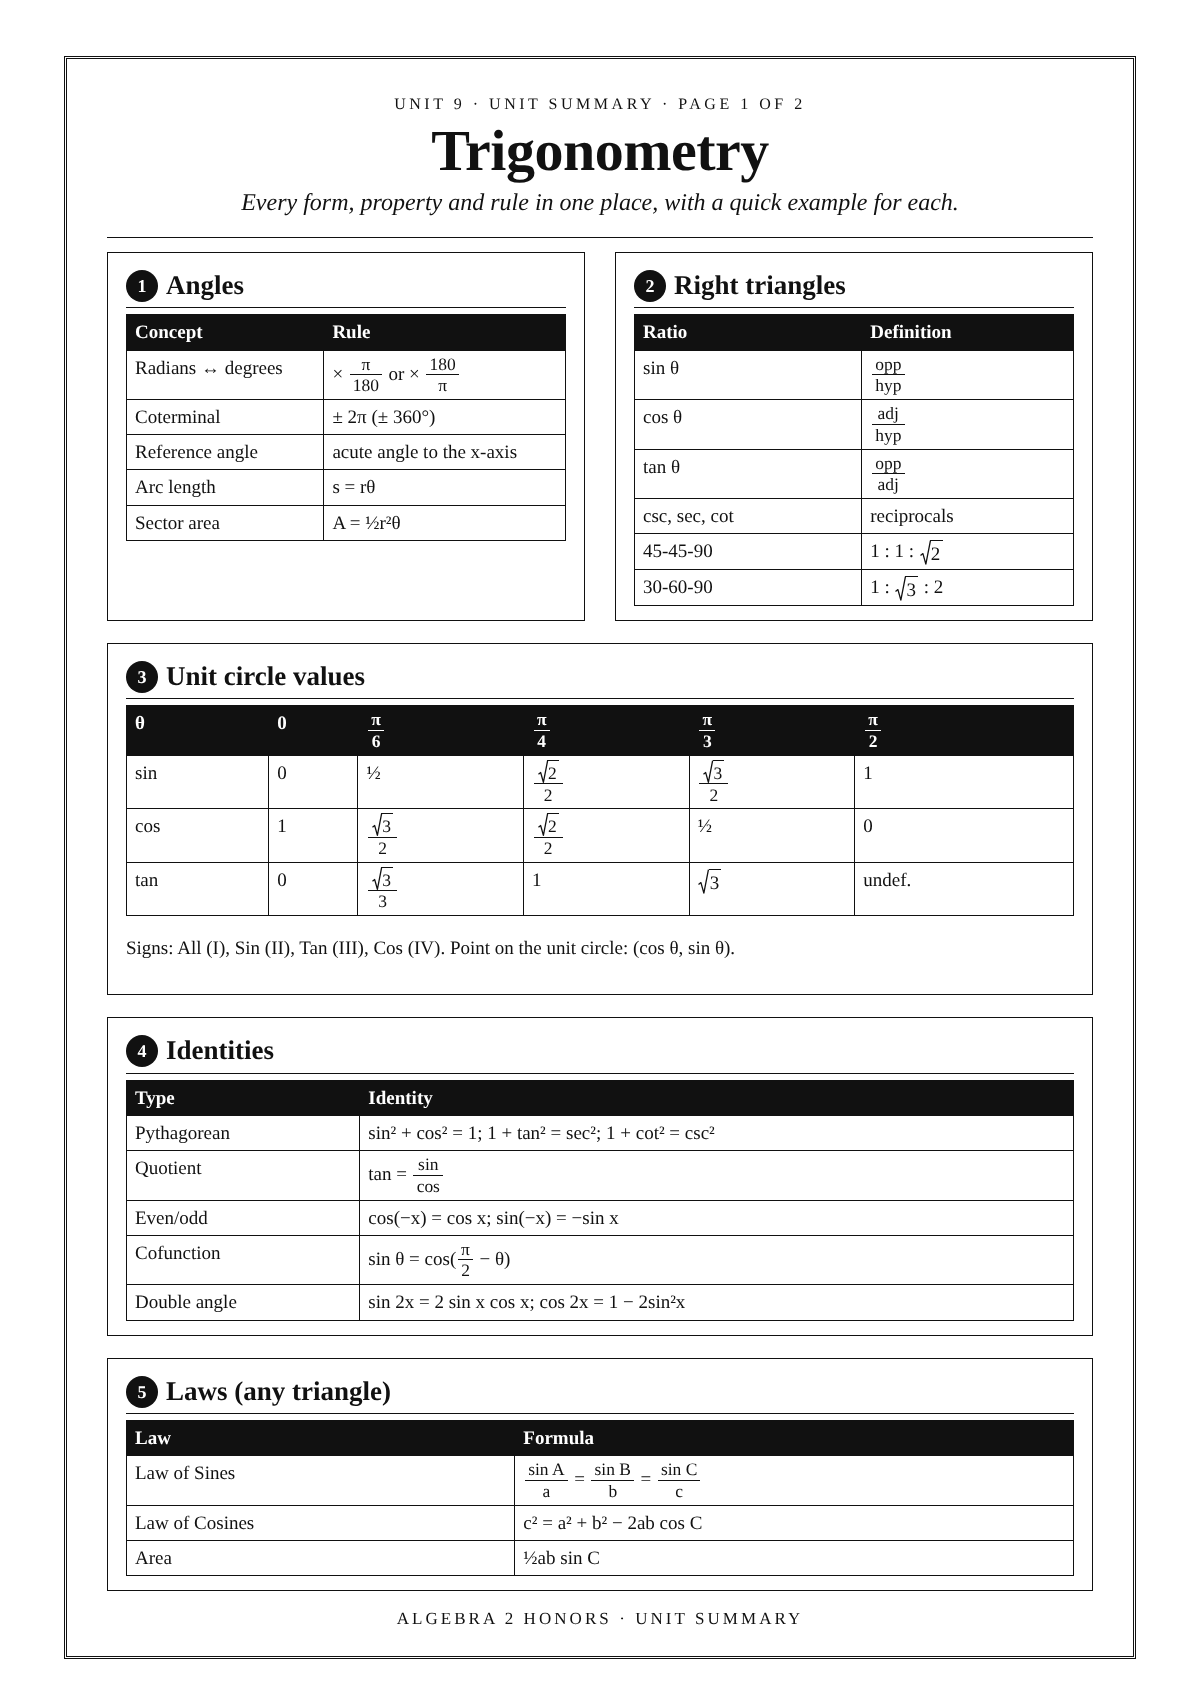 UNIT 9 · UNIT SUMMARY · PAGE 1 OF 2
Trigonometry
Every form, property and rule in one place, with a quick example for each.
1 Angles
Concept Rule
Radians ↔ degrees × π/180 or × 180/π
Coterminal ± 2π (± 360°)
Reference angle acute angle to the x-axis
Arc length s = rθ
Sector area A = ½r²θ
2 Right triangles
Ratio Definition
sin θ opp/hyp
cos θ adj/hyp
tan θ opp/adj
csc, sec, cot reciprocals
45-45-90 1 : 1 : √2
30-60-90 1 : √3 : 2
3 Unit circle values
θ 0 π/6 π/4 π/3 π/2
sin 0 ½ √2/2 √3/2 1
cos 1 √3/2 √2/2 ½ 0
tan 0 √3/3 1 √3 undef.
Signs: All (I), Sin (II), Tan (III), Cos (IV). Point on the unit circle: (cos θ, sin θ).
4 Identities
Type Identity
Pythagorean sin² + cos² = 1; 1 + tan² = sec²; 1 + cot² = csc²
Quotient tan = sin/cos
Even/odd cos(−x) = cos x; sin(−x) = −sin x
Cofunction sin θ = cos(π/2 − θ)
Double angle sin 2x = 2 sin x cos x; cos 2x = 1 − 2sin²x
5 Laws (any triangle)
Law Formula
Law of Sines sin A/a = sin B/b = sin C/c
Law of Cosines c² = a² + b² − 2ab cos C
Area ½ab sin C
ALGEBRA 2 HONORS · UNIT SUMMARY